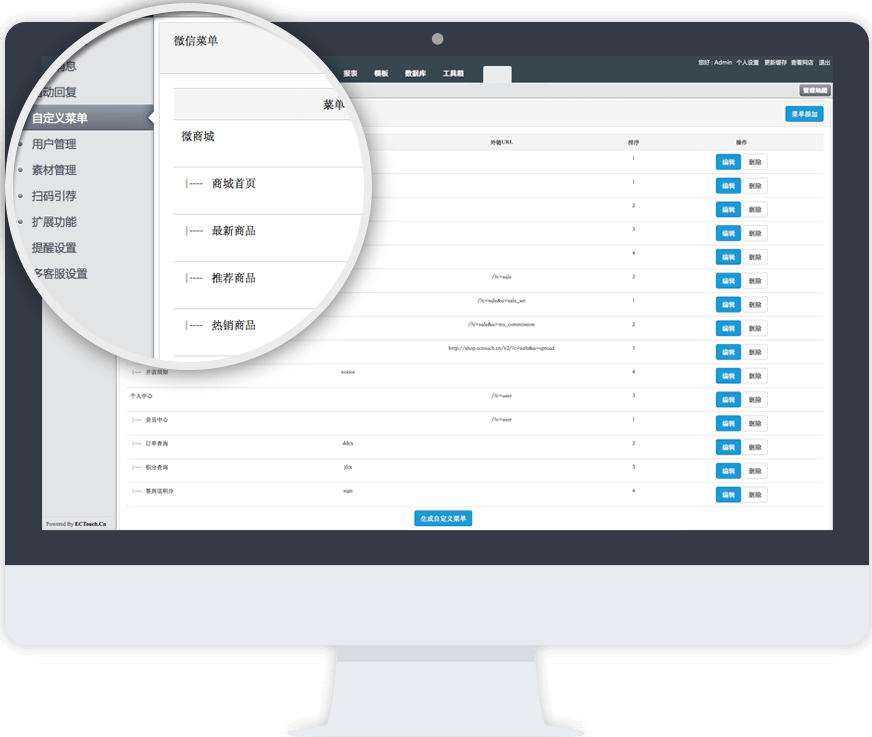 您好 : Admin 个人设置 更新缓存 查看网店 退出
报表 模板 数据库 工具箱
管理地图
菜单添加
微信菜单
自动回复
自定义菜单
用户管理
素材管理
扫码引荐
扩展功能
提醒设置
多客服设置
菜单 外链URL 排序 操作
微商城 1 编辑 删除
|---- 商城首页 1 编辑 删除
|---- 最新商品 2 编辑 删除
|---- 推荐商品 3 编辑 删除
|---- 热销商品 4 编辑 删除
/?c=sale 2 编辑 删除
/?c=sale&a=sale_set 1 编辑 删除
/?c=sale&a=my_commission 2 编辑 删除
http://shop.ectouch.cn/v2/?c=sale&a=spread 3 编辑 删除
|---- notice 4 编辑 删除
个人中心 /?c=user 3 编辑 删除
|---- 会员中心 /?c=user 1 编辑 删除
|---- 订单查询 ddcx 2 编辑 删除
|---- 积分查询 jfcx 3 编辑 删除
|---- 签到送积分 sign 4 编辑 删除
生成自定义菜单
Powered By ECTouch.Cn